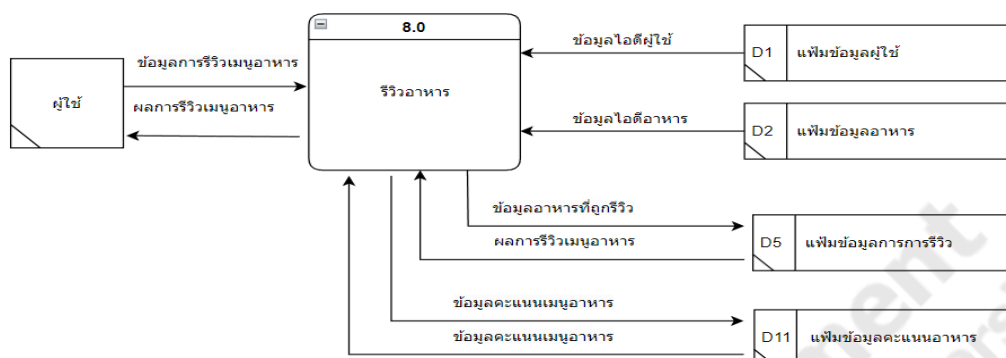 8.0
ข้อมูลไอดีผู้ใช้
D1 แฟ้มข้อมูลผู้ใช้
ข้อมูลการรีวิวเมนูอาหาร
ผู้ใช้
รีวิวอาหาร
ผลการรีวิวเมนูอาหาร
ข้อมูลไอดีอาหาร
D2 แฟ้มข้อมูลอาหาร
ข้อมูลอาหารที่ถูกรีวิว
ผลการรีวิวเมนูอาหาร
D5 แฟ้มข้อมูลการการรีวิว
ข้อมูลคะแนนเมนูอาหาร
ข้อมูลคะแนนเมนูอาหาร
D11 แฟ้มข้อมูลคะแนนอาหาร